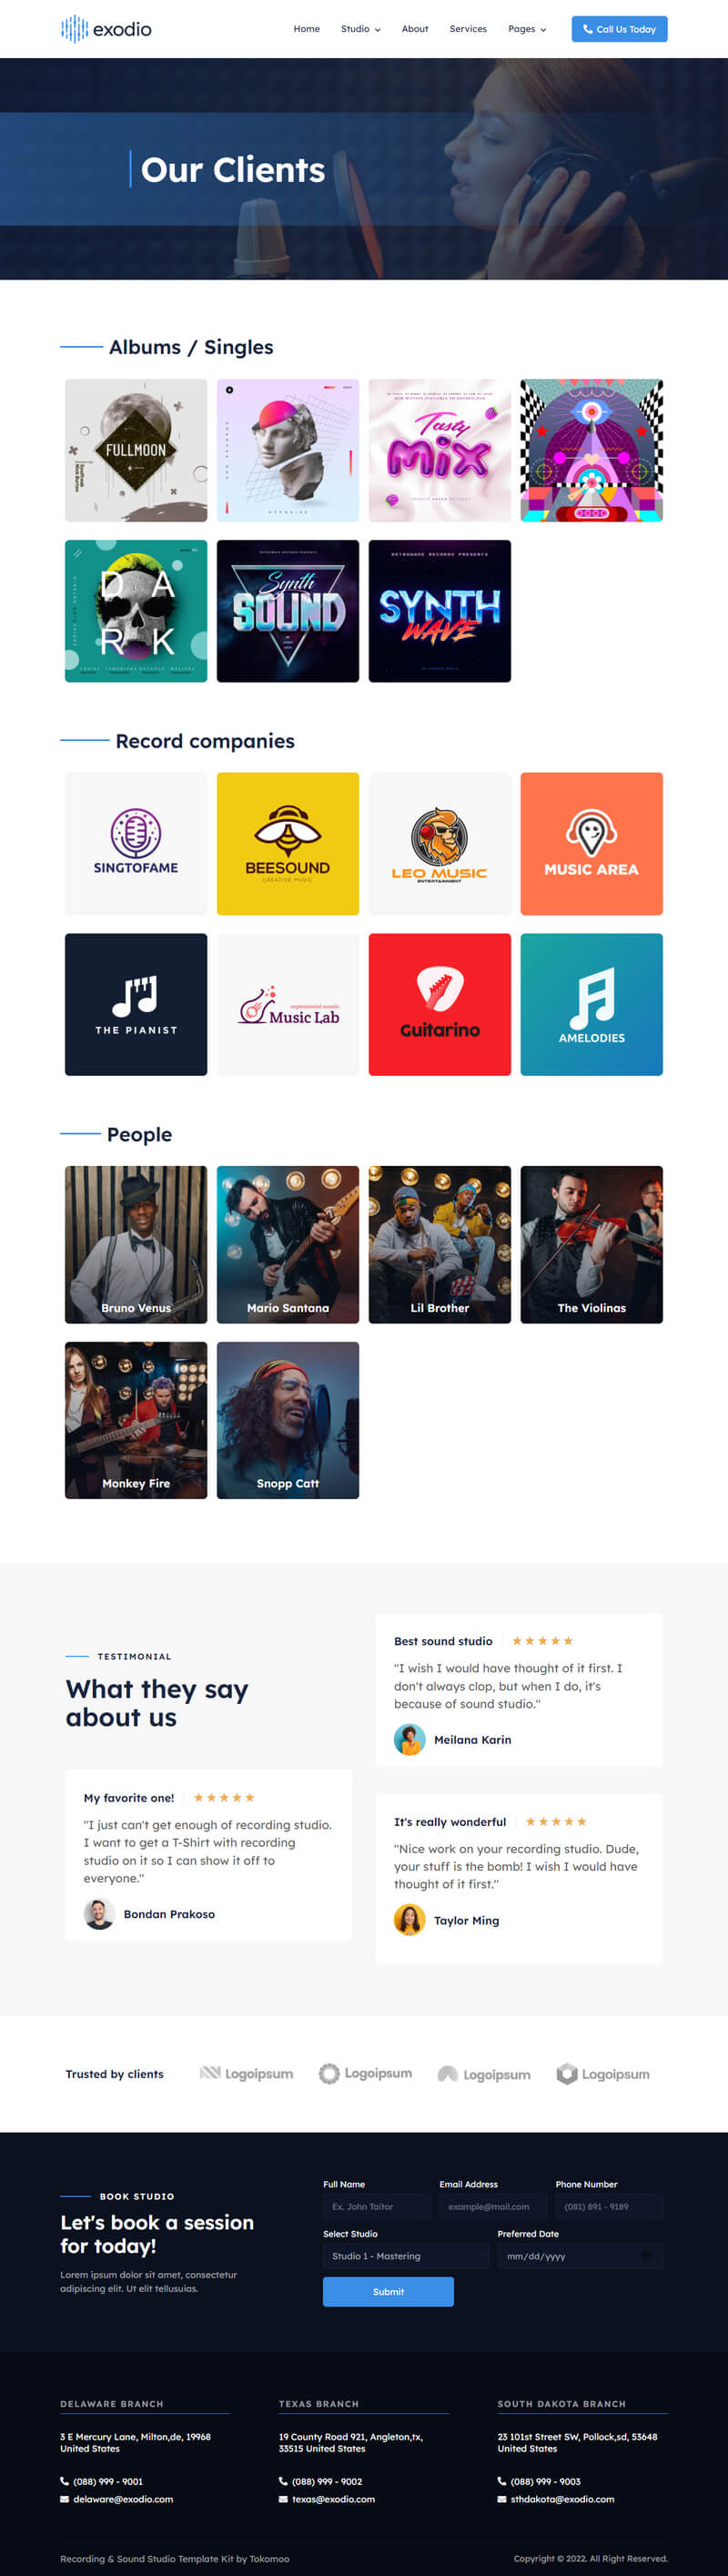 exodio
Home Studio About Services Pages Call Us Today
Our Clients
Albums / Singles
FULLMOON
Tasty
Mix
D A
R K
Synth
SOUND
RETROWAVE RECORDS PRESENTS
SYNTH
WAVE
Record companies
SINGTOFAME
BEESOUND
CREATIVE MUSIC
LEO MUSIC
ENTERTAINMENT
MUSIC AREA
THE PIANIST
experimental sounds
Music Lab
Guitarino
AMELODIES
People
Bruno Venus
Mario Santana
Lil Brother
The Violinas
Monkey Fire
Snopp Catt
TESTIMONIAL
What they say
about us
My favorite one!
"I just can't get enough of recording studio.
I want to get a T-Shirt with recording
studio on it so I can show it off to
everyone."
Bondan Prakoso
Best sound studio
"I wish I would have thought of it first. I
don't always clop, but when I do, it's
because of sound studio."
Meilana Karin
It's really wonderful
"Nice work on your recording studio. Dude,
your stuff is the bomb! I wish I would have
thought of it first."
Taylor Ming
Trusted by clients
Logoipsum
Logoipsum
Logoipsum
Logoipsum
BOOK STUDIO
Let's book a session
for today!
Lorem ipsum dolor sit amet, consectetur
adipiscing elit. Ut elit tellusuias.
Full Name Email Address Phone Number
Ex. John Taitor example@mail.com (081) 891 - 9189
Select Studio Preferred Date
Studio 1 - Mastering mm/dd/yyyy
Submit
DELAWARE BRANCH
3 E Mercury Lane, Milton,de, 19968
United States
(088) 999 - 9001
delaware@exodio.com
TEXAS BRANCH
19 County Road 921, Angleton,tx,
33515 United States
(088) 999 - 9002
texas@exodio.com
SOUTH DAKOTA BRANCH
23 101st Street SW, Pollock,sd, 53648
United States
(088) 999 - 9003
sthdakota@exodio.com
Recording & Sound Studio Template Kit by Tokomoo
Copyright © 2022. All Right Reserved.